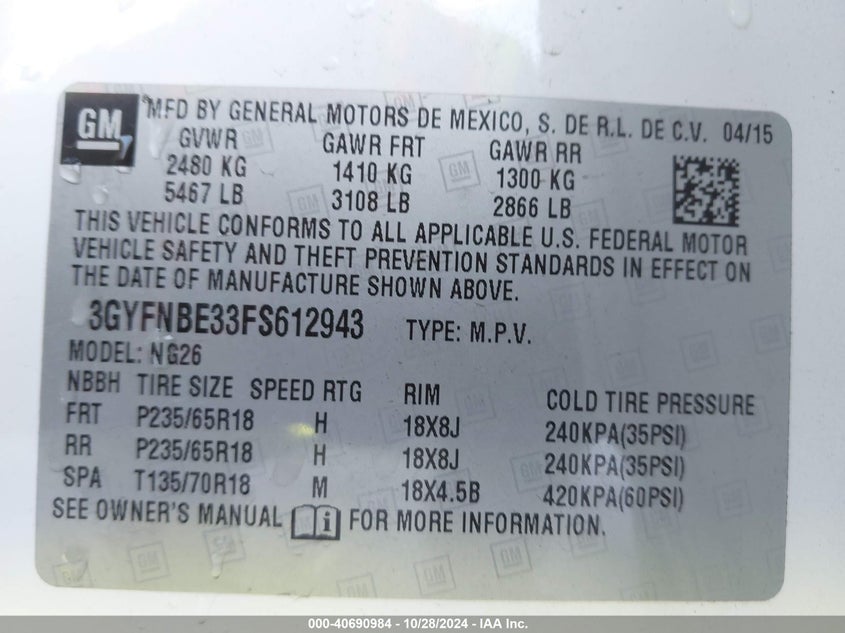 GM MFD BY GENERAL MOTORS DE MEXICO, S. DE R.L. DE C.V. 04/15
GVWR GAWR FRT GAWR RR
2480 KG 1410 KG 1300 KG
5467 LB 3108 LB 2866 LB
THIS VEHICLE CONFORMS TO ALL APPLICABLE U.S. FEDERAL MOTOR
VEHICLE SAFETY AND THEFT PREVENTION STANDARDS IN EFFECT ON
THE DATE OF MANUFACTURE SHOWN ABOVE.
3GYFNBE33FS612943 TYPE: M.P.V.
MODEL: NG26
NBBH TIRE SIZE SPEED RTG RIM COLD TIRE PRESSURE
FRT P235/65R18 H 18X8J 240KPA(35PSI)
RR P235/65R18 H 18X8J 240KPA(35PSI)
SPA T135/70R18 M 18X4.5B 420KPA(60PSI)
SEE OWNER'S MANUAL i FOR MORE INFORMATION.
000-40690984 - 10/28/2024 - IAA Inc.